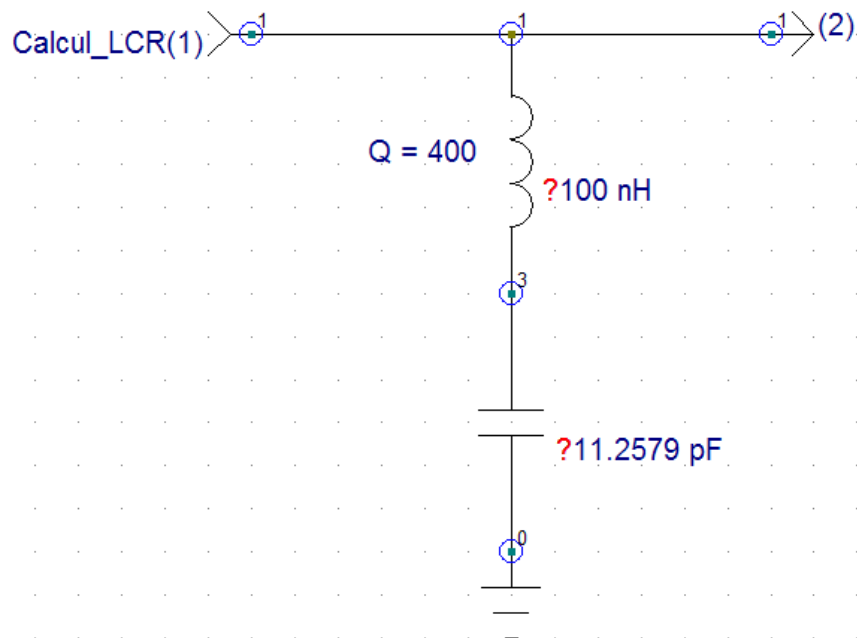 1
1
1
Calcul_LCR(1)
(2).
Q = 400
?100 nH
3
?11.2579 pF
0